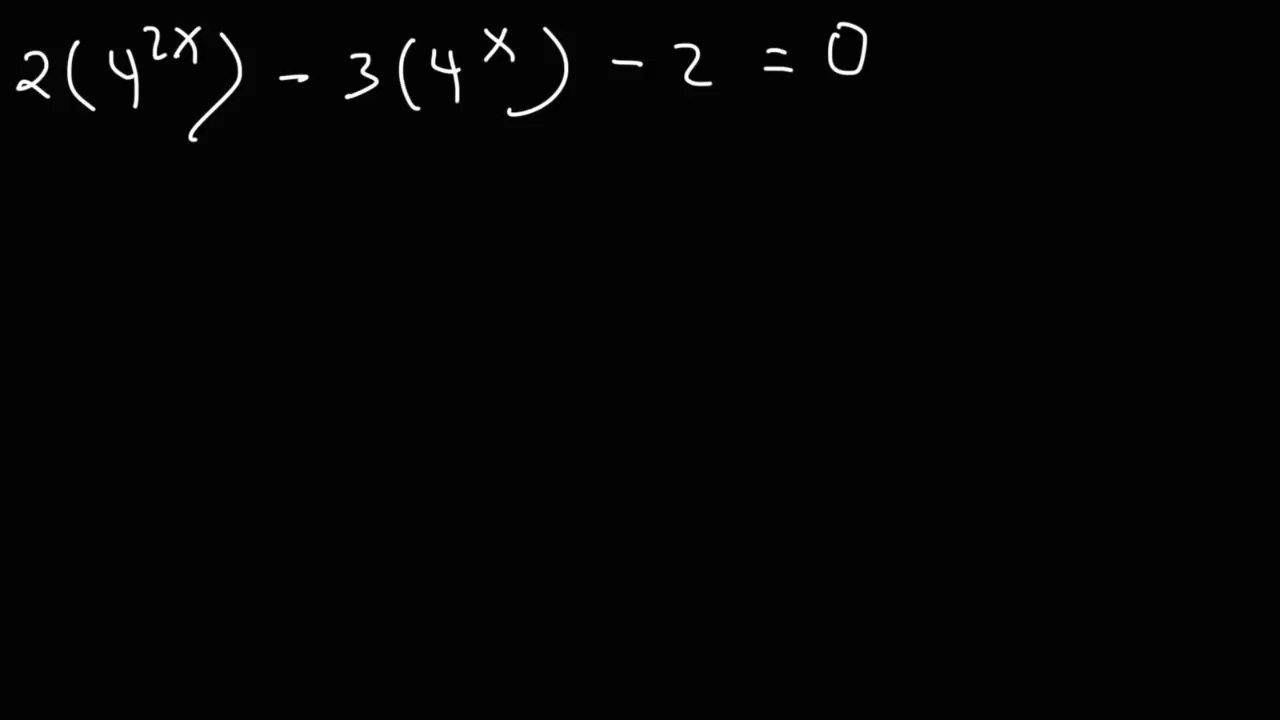 2(4^{2x}) - 3(4^x) - 2 = 0